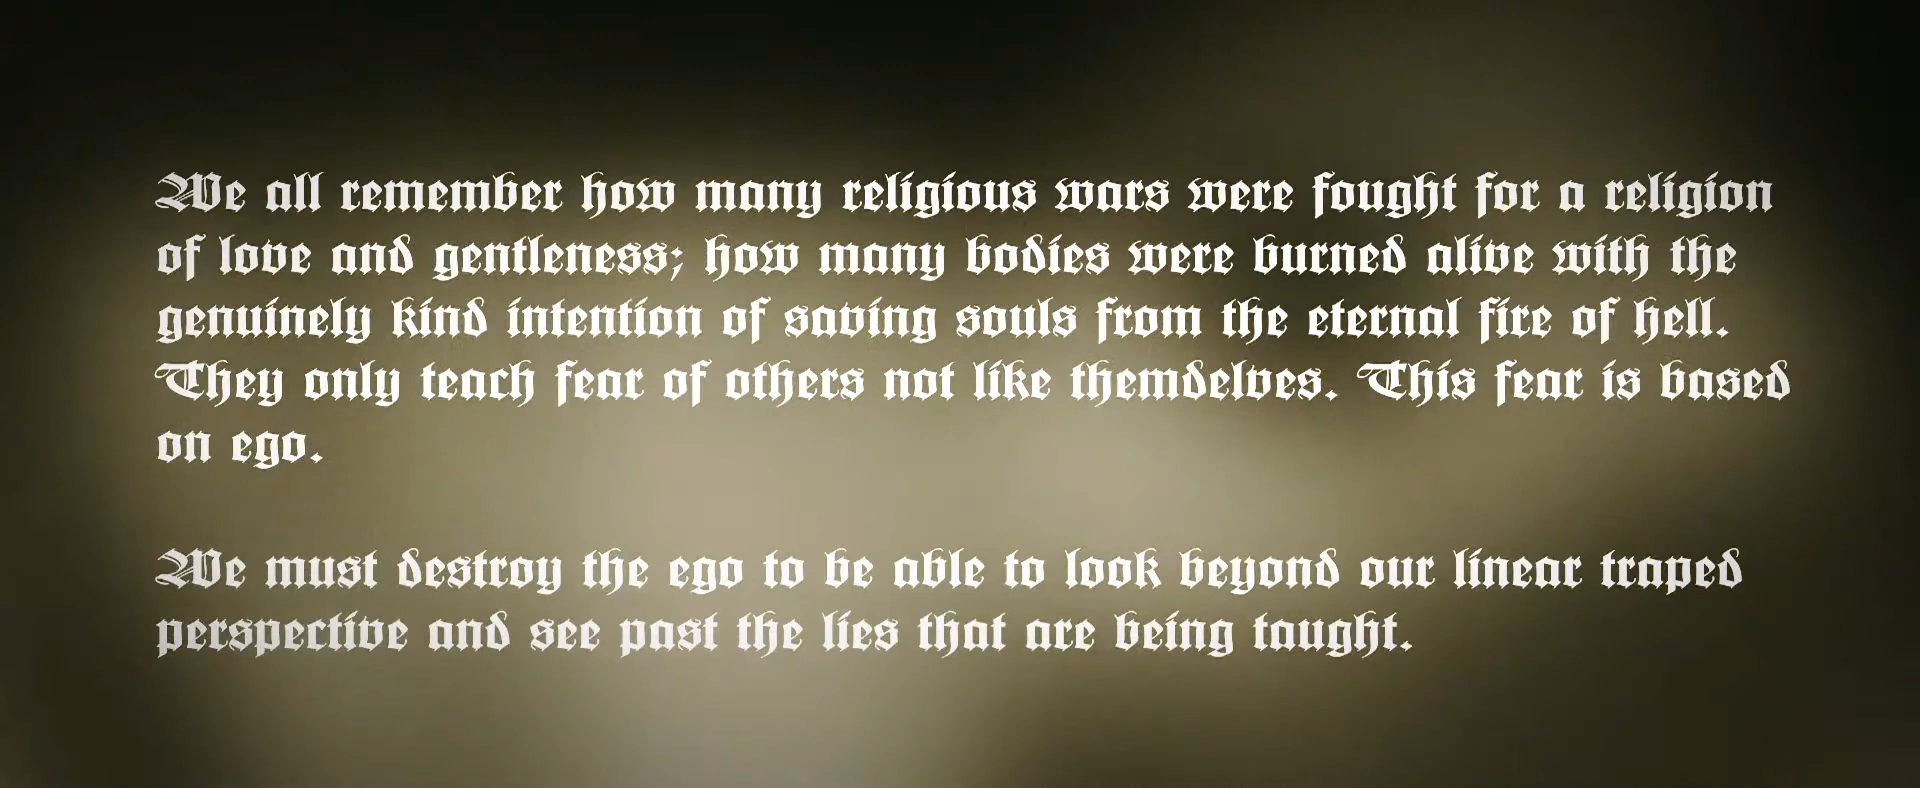 We all remember how many religious wars were fought for a religion
of love and gentleness; how many bodies were burned alive with the
genuinely kind intention of saving souls from the eternal fire of hell.
They only teach fear of others not like themdelves. This fear is based
on ego.
We must destroy the ego to be able to look beyond our linear traped
perspective and see past the lies that are being taught.